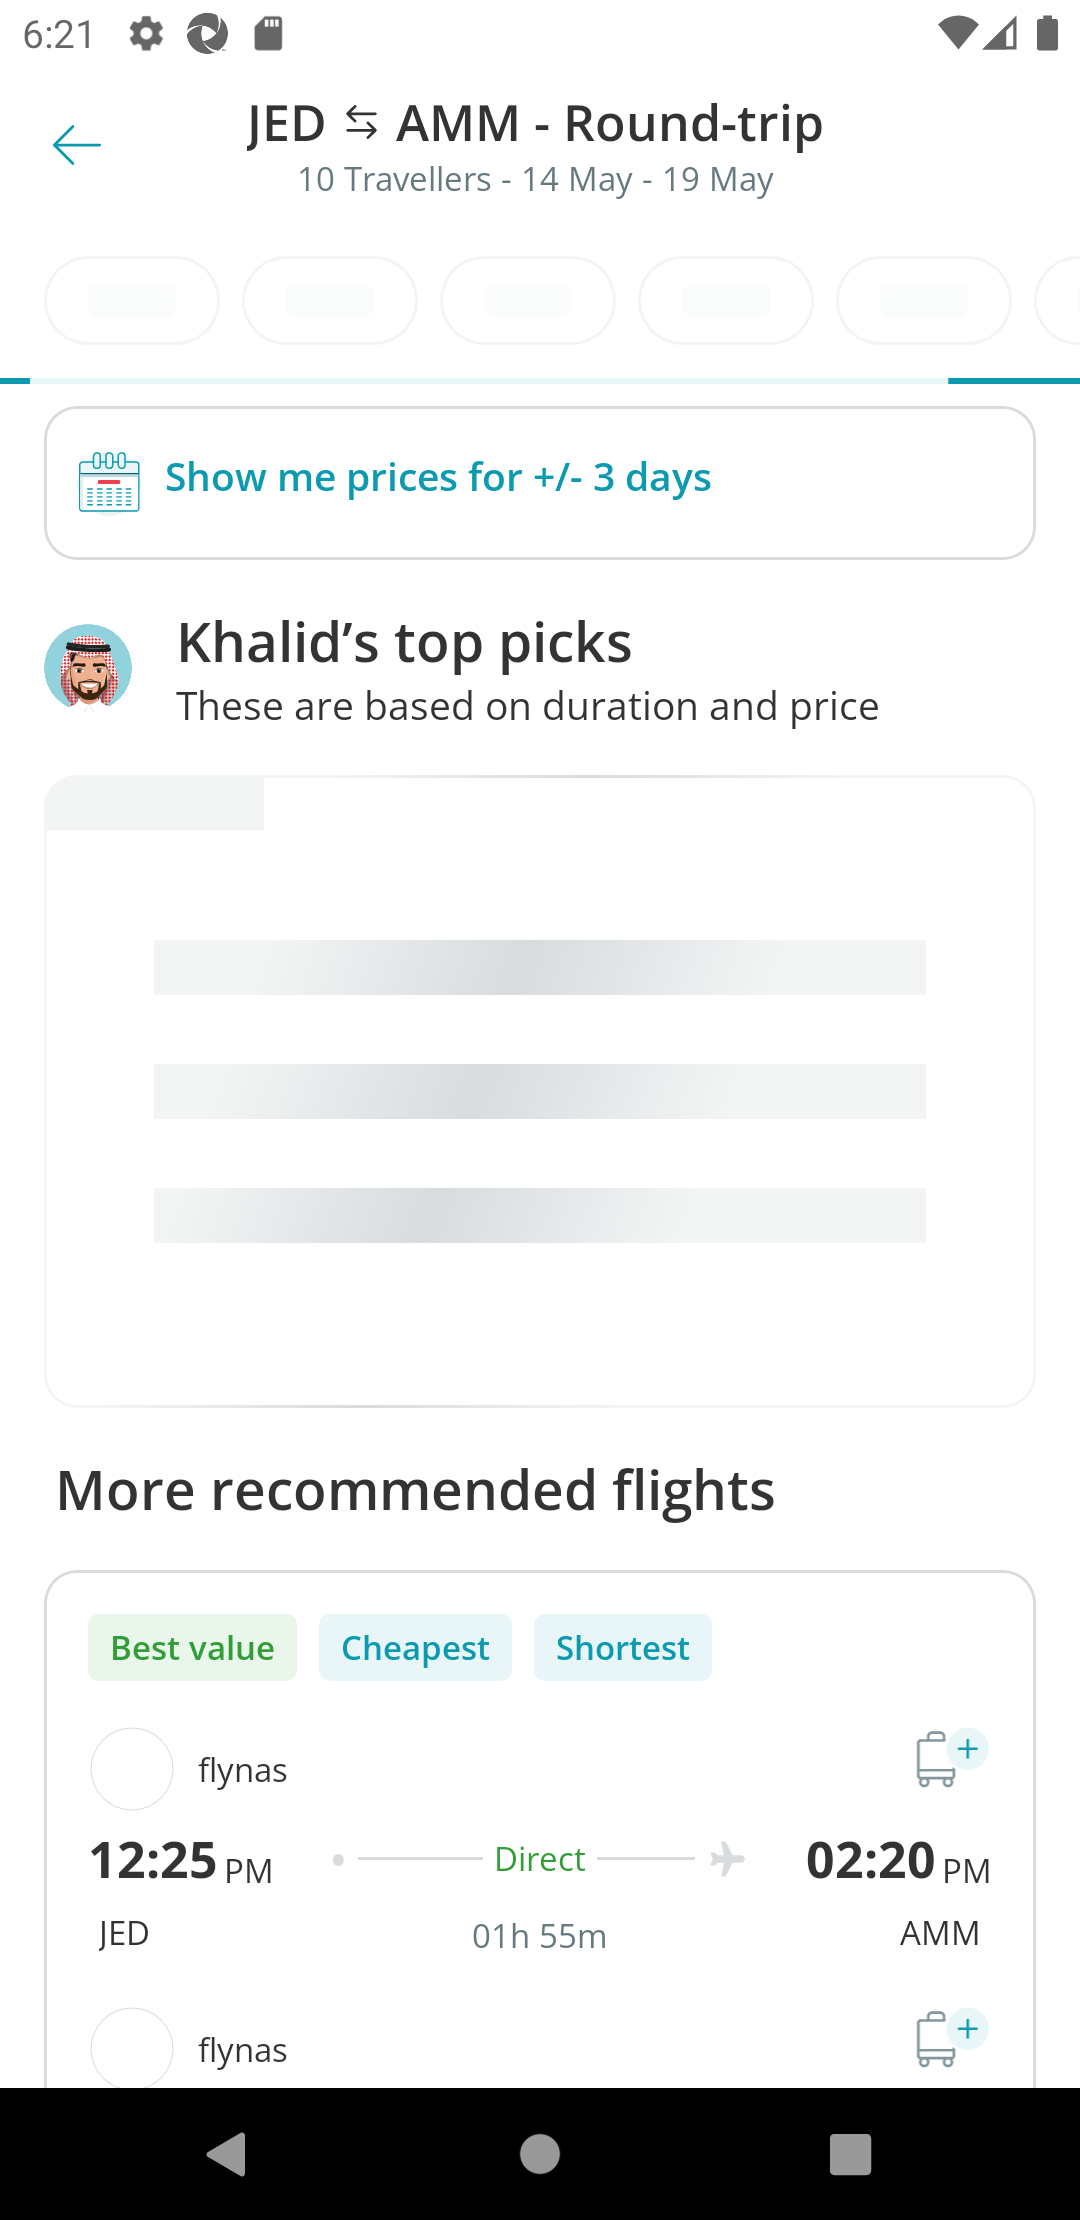 6:21
JED ⇆ AMM - Round-trip
10 Travellers - 14 May - 19 May
Show me prices for +/- 3 days
Khalid’s top picks
These are based on duration and price
More recommended flights
Best value Cheapest Shortest
flynas
12:25 PM Direct 02:20 PM
JED 01h 55m AMM
flynas